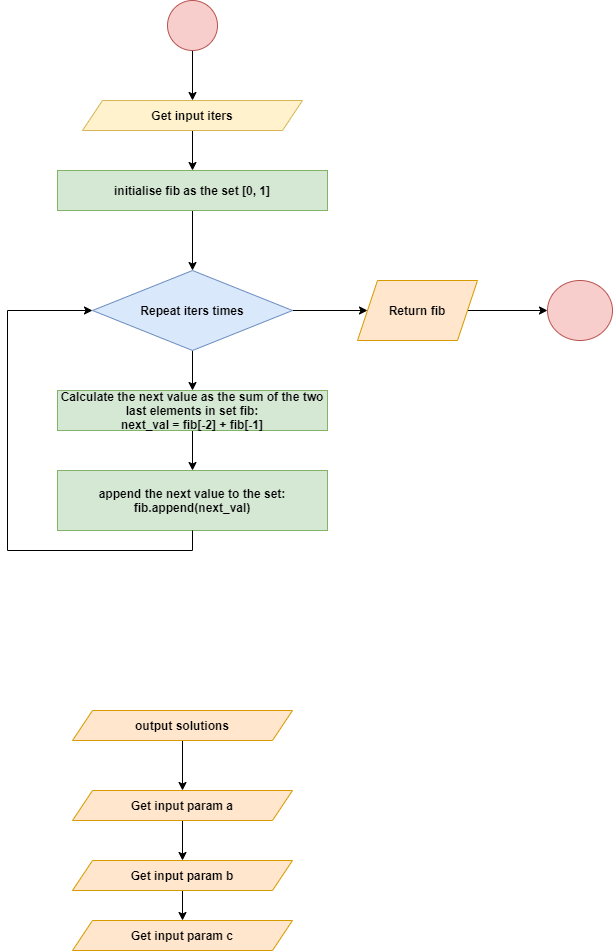 Get input iters
initialise fib as the set [0, 1]
Repeat iters times
Return fib
Calculate the next value as the sum of the two
last elements in set fib:
next_val = fib[-2] + fib[-1]
append the next value to the set:
fib.append(next_val)
output solutions
Get input param a
Get input param b
Get input param c